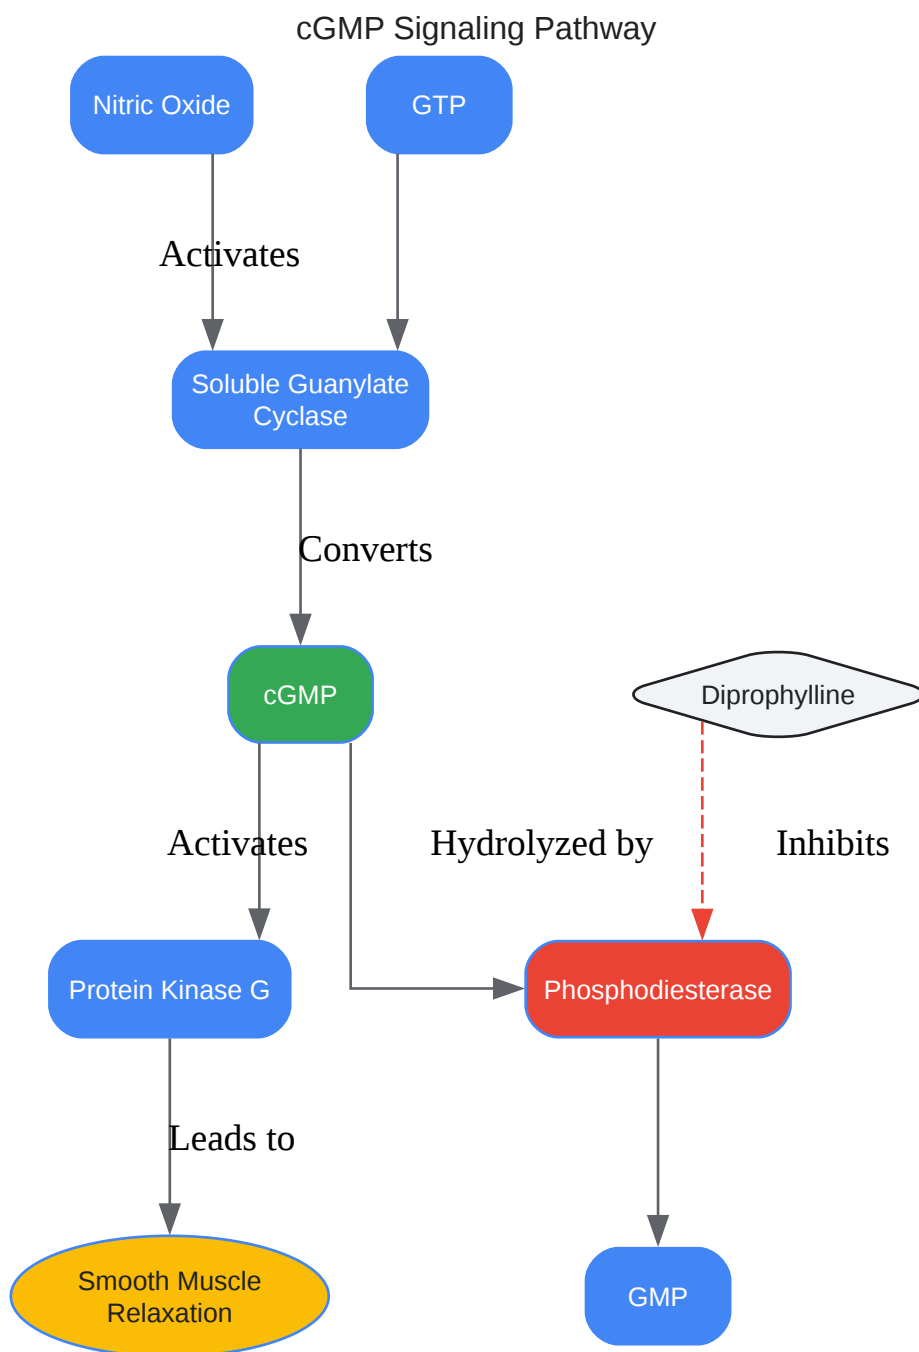 cGMP Signaling Pathway
Nitric Oxide
GTP
Activates
Soluble Guanylate
Cyclase
Converts
cGMP
Diprophylline
Activates
Hydrolyzed by
Inhibits
Protein Kinase G
Phosphodiesterase
Leads to
Smooth Muscle
Relaxation
GMP